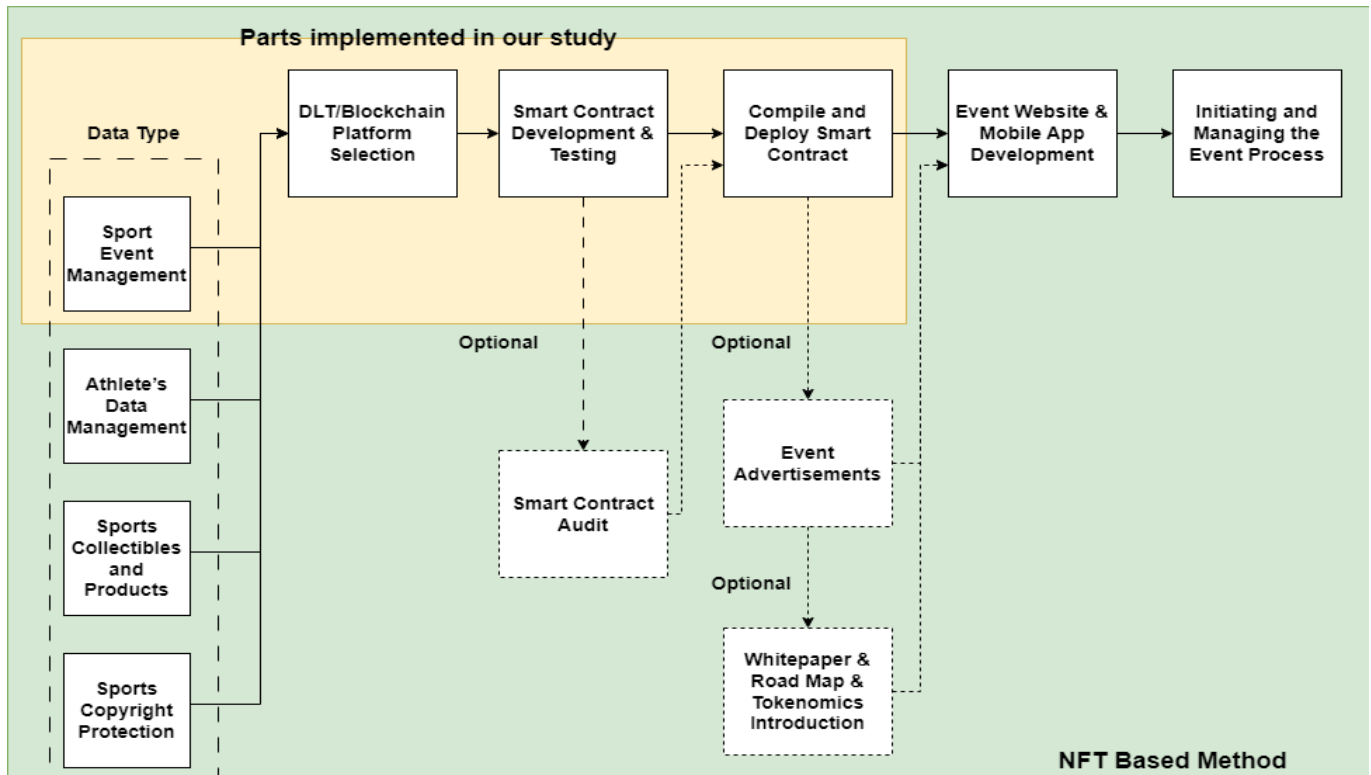 Parts implemented in our study
Data Type
DLT/Blockchain
Platform
Selection
Smart Contract
Development &
Testing
Compile and
Deploy Smart
Contract
Event Website &
Mobile App
Development
Initiating and
Managing the
Event Process
Sport
Event
Management
Optional
Optional
Athlete's
Data
Management
Event
Advertisements
Smart Contract
Audit
Sports
Collectibles
and
Products
Optional
Whitepaper &
Road Map &
Tokenomics
Introduction
Sports
Copyright
Protection
NFT Based Method